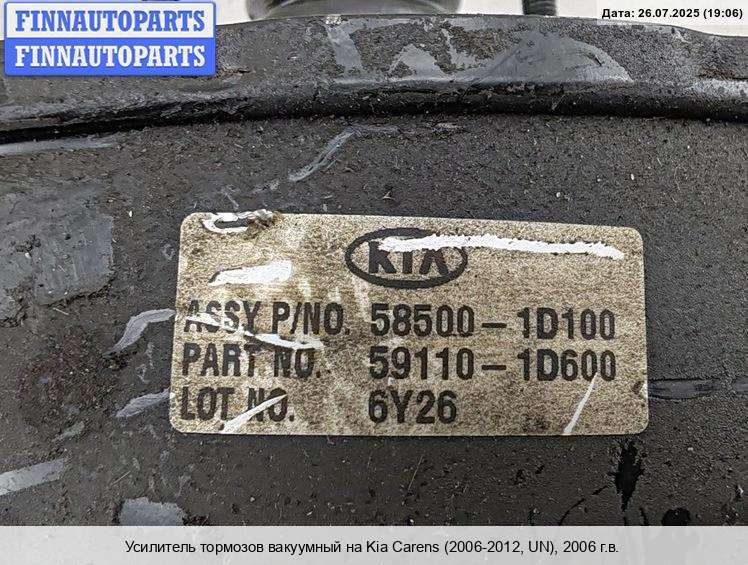 FINNAUTOPARTS
FINNAUTOPARTS
Дата: 26.07.2025 (19:06)
KIA
ASSY P/NO. 58500-1D100
PART NO. 59110-1D600
LOT NO. 6Y26
Усилитель тормозов вакуумный на Kia Carens (2006-2012, UN), 2006 г.в.